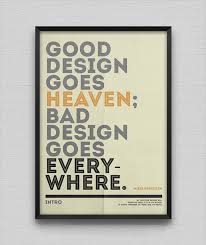 GOOD
DESIGN
GOES
HEAVEN;
BAD
DESIGN
GOES
EVERY-
WHERE.
INTRO